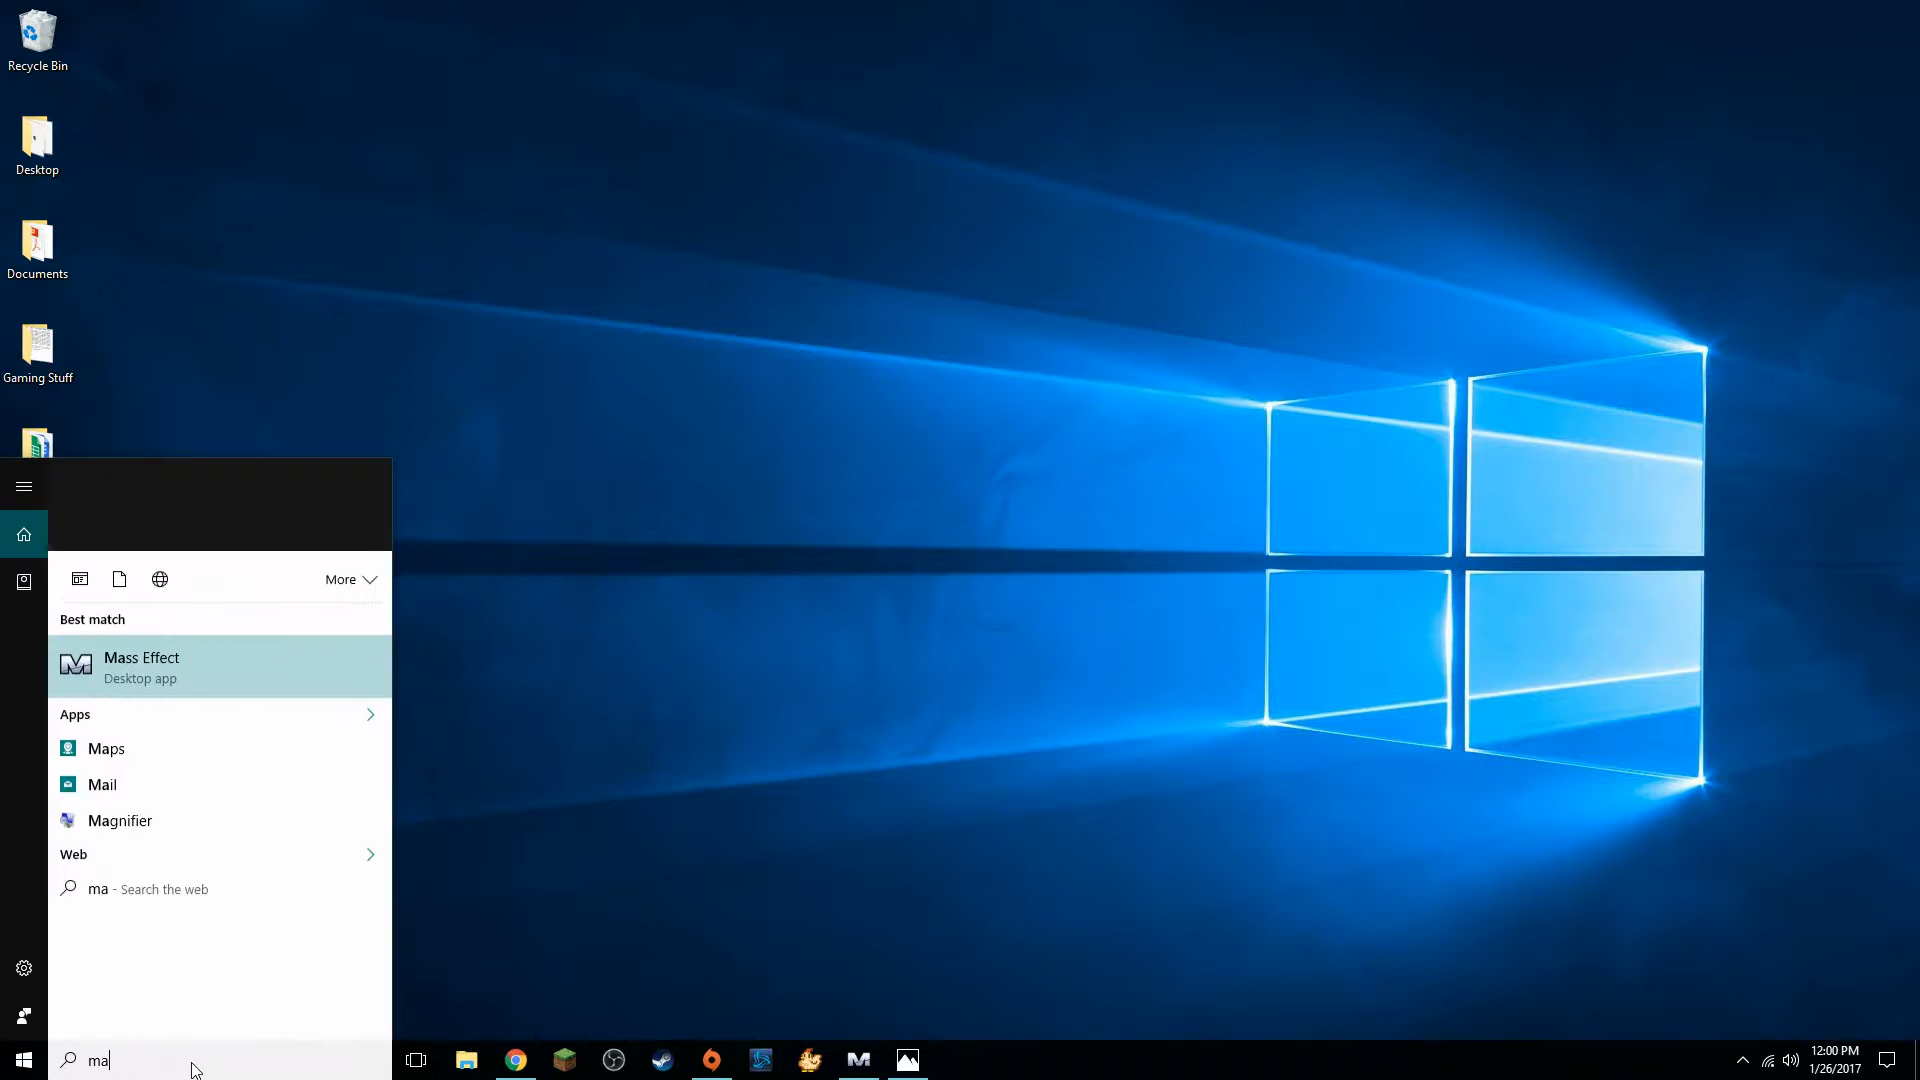 Recycle Bin
Desktop
Documents
Gaming Stuff
More
Best match
Mass Effect
Desktop app
Apps
Maps
Mail
Magnifier
Web
ma - Search the web
ma
12:00 PM
1/26/2017